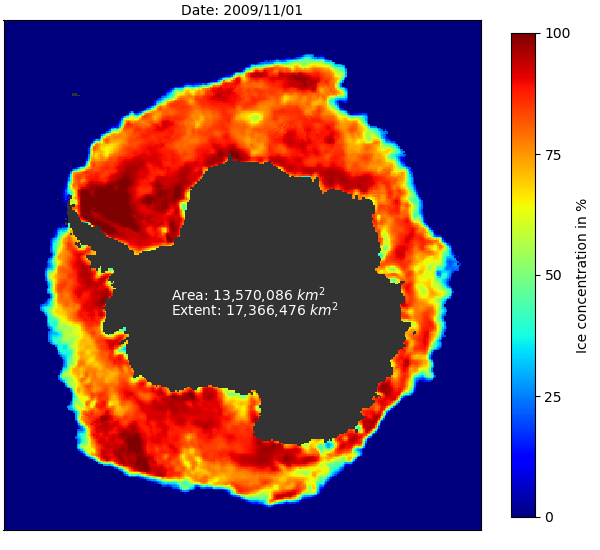 Date: 2009/11/01
Area: 13,570,086 km²
Extent: 17,366,476 km²
100
75
50
25
0
Ice concentration in %